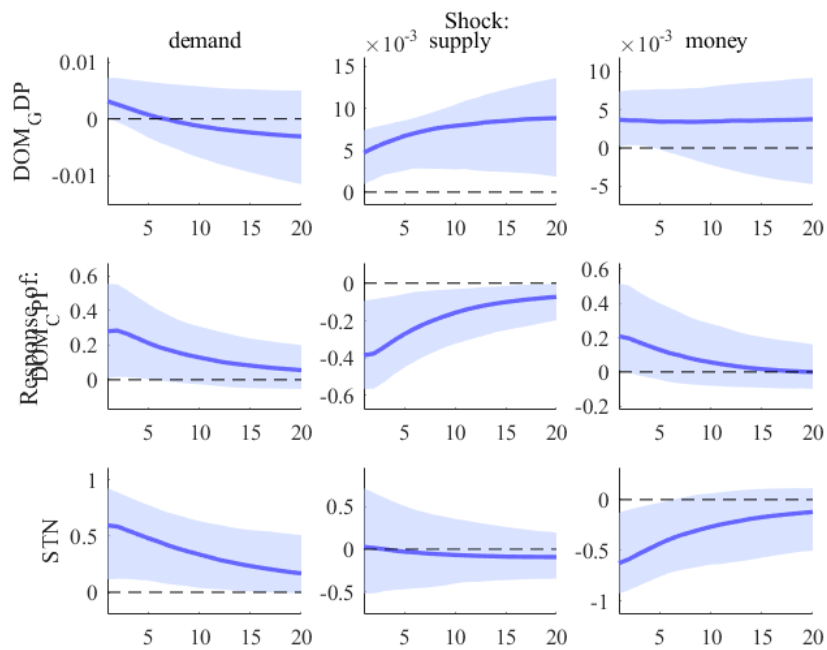 Shock:
demand
×10⁻³ supply
×10⁻³ money
DOM_GDP
0.01
0
-0.01
5 10 15 20
15
10
5
0
5 10 15 20
10
5
0
-5
5 10 15 20
Response of:
DOM_CPI
0.6
0.4
0.2
0
5 10 15 20
0
-0.2
-0.4
-0.6
5 10 15 20
0.6
0.4
0.2
0
-0.2
5 10 15 20
STN
1
0.5
0
5 10 15 20
0.5
0
-0.5
5 10 15 20
0
-0.5
-1
5 10 15 20